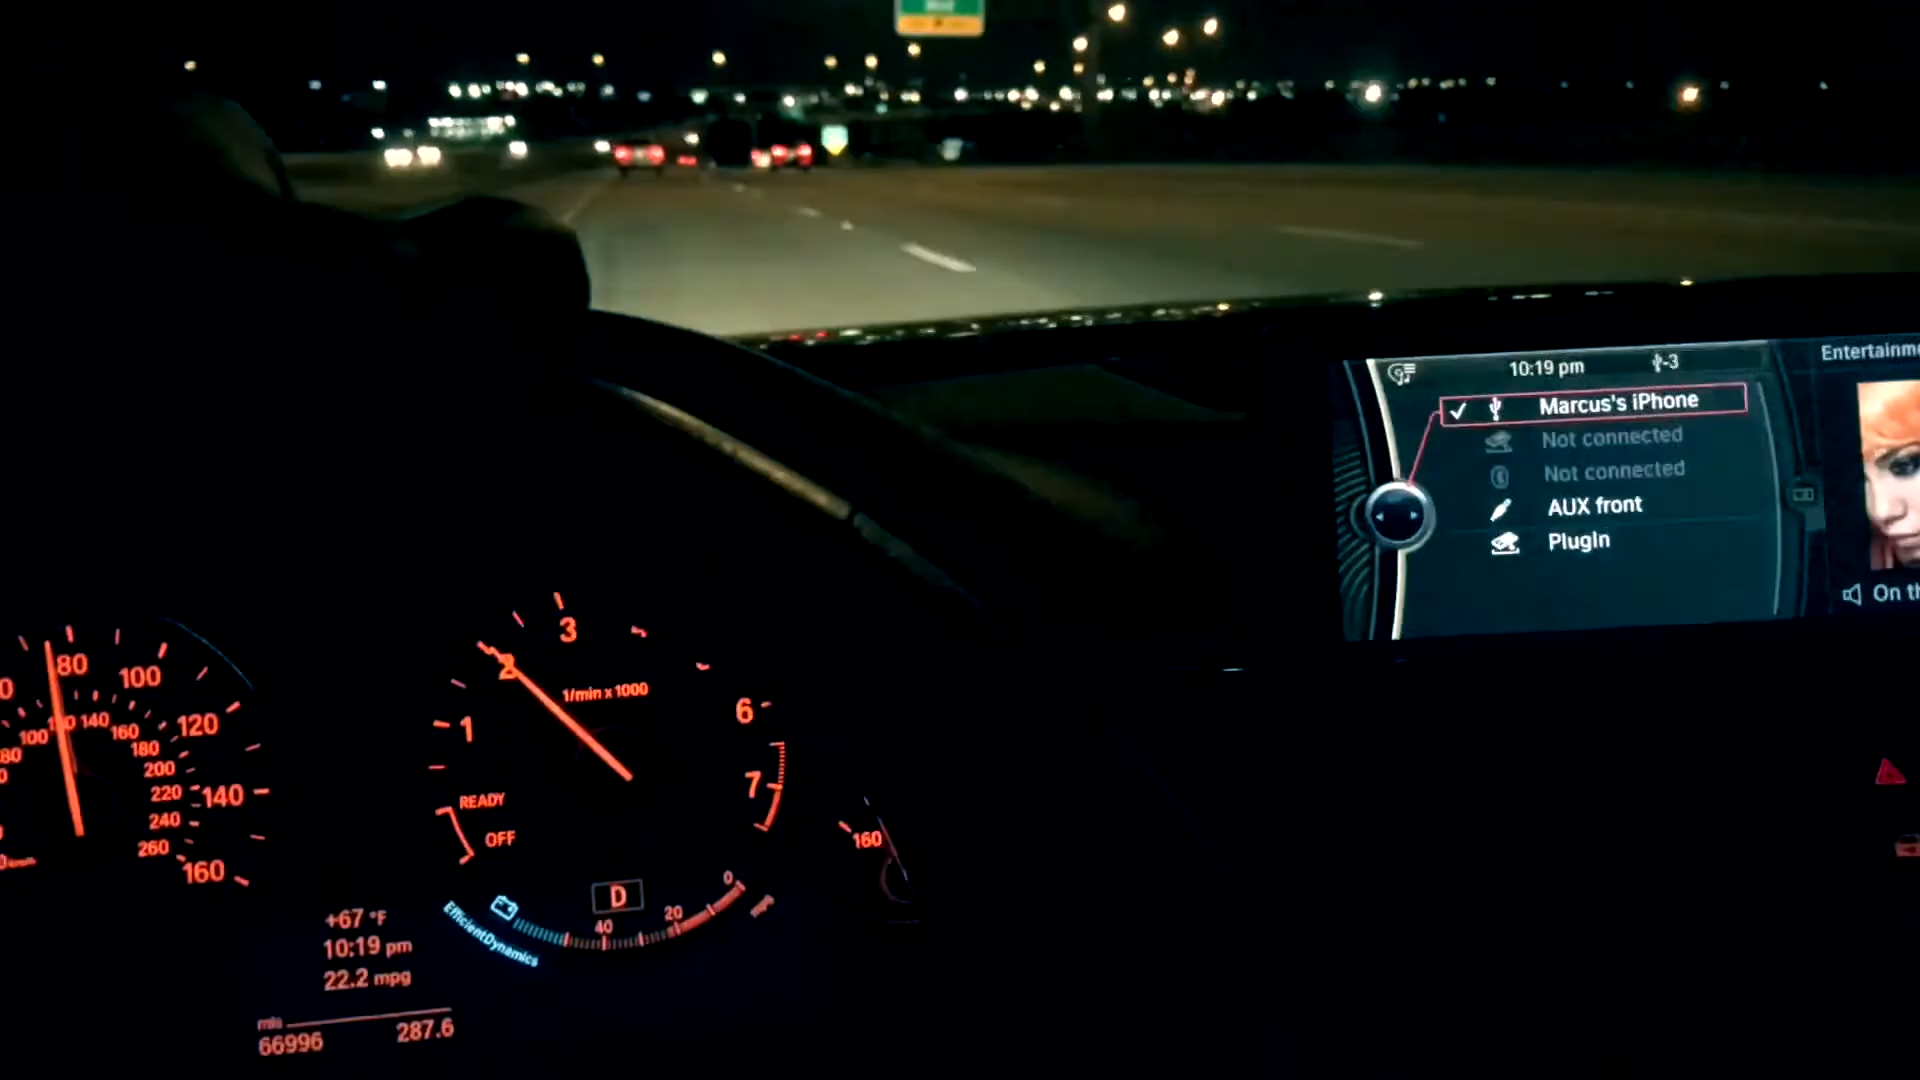 10:19 pm
-3
Entertainm
Marcus's iPhone
Not connected
Not connected
AUX front
PlugIn
On t
80
100
120
140
160
100
140
160
180
200
220
240
260
1
2
3
6
7
1/min x 1000
READY
OFF
160
D
0
20
40
EfficientDynamics
+67 °F
10:19 pm
22.2 mpg
66996
287.6